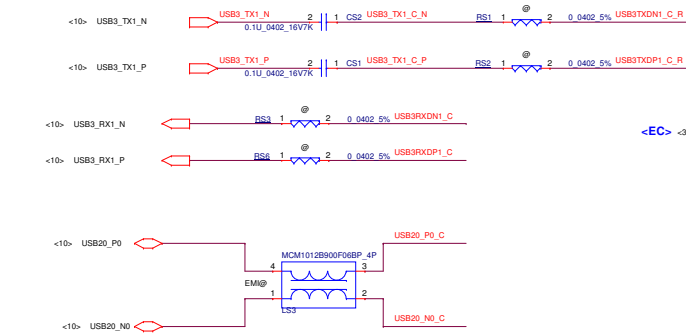 @
USB3_TX1_N 2 1 CS2 USB3_TX1_C_N RS1 1 2 0_0402_5% USB3TXDN1_C_R
<10> USB3_TX1_N
0.1U_0402_16V7K
@
USB3_TX1_P 2 1 CS1 USB3_TX1_C_P RS2 1 2 0_0402_5% USB3TXDP1_C_R
<10> USB3_TX1_P
0.1U_0402_16V7K
@
RS3 1 2 0_0402_5% USB3RXDN1_C
<10> USB3_RX1_N
<EC> <3
@
RS6 1 2 0_0402_5% USB3RXDP1_C
<10> USB3_RX1_P
USB20_P0_C
<10> USB20_P0
MCM1012B900F06BP_4P
4 3
EMI@
1 2
LS3
USB20_N0_C
<10> USB20_N0